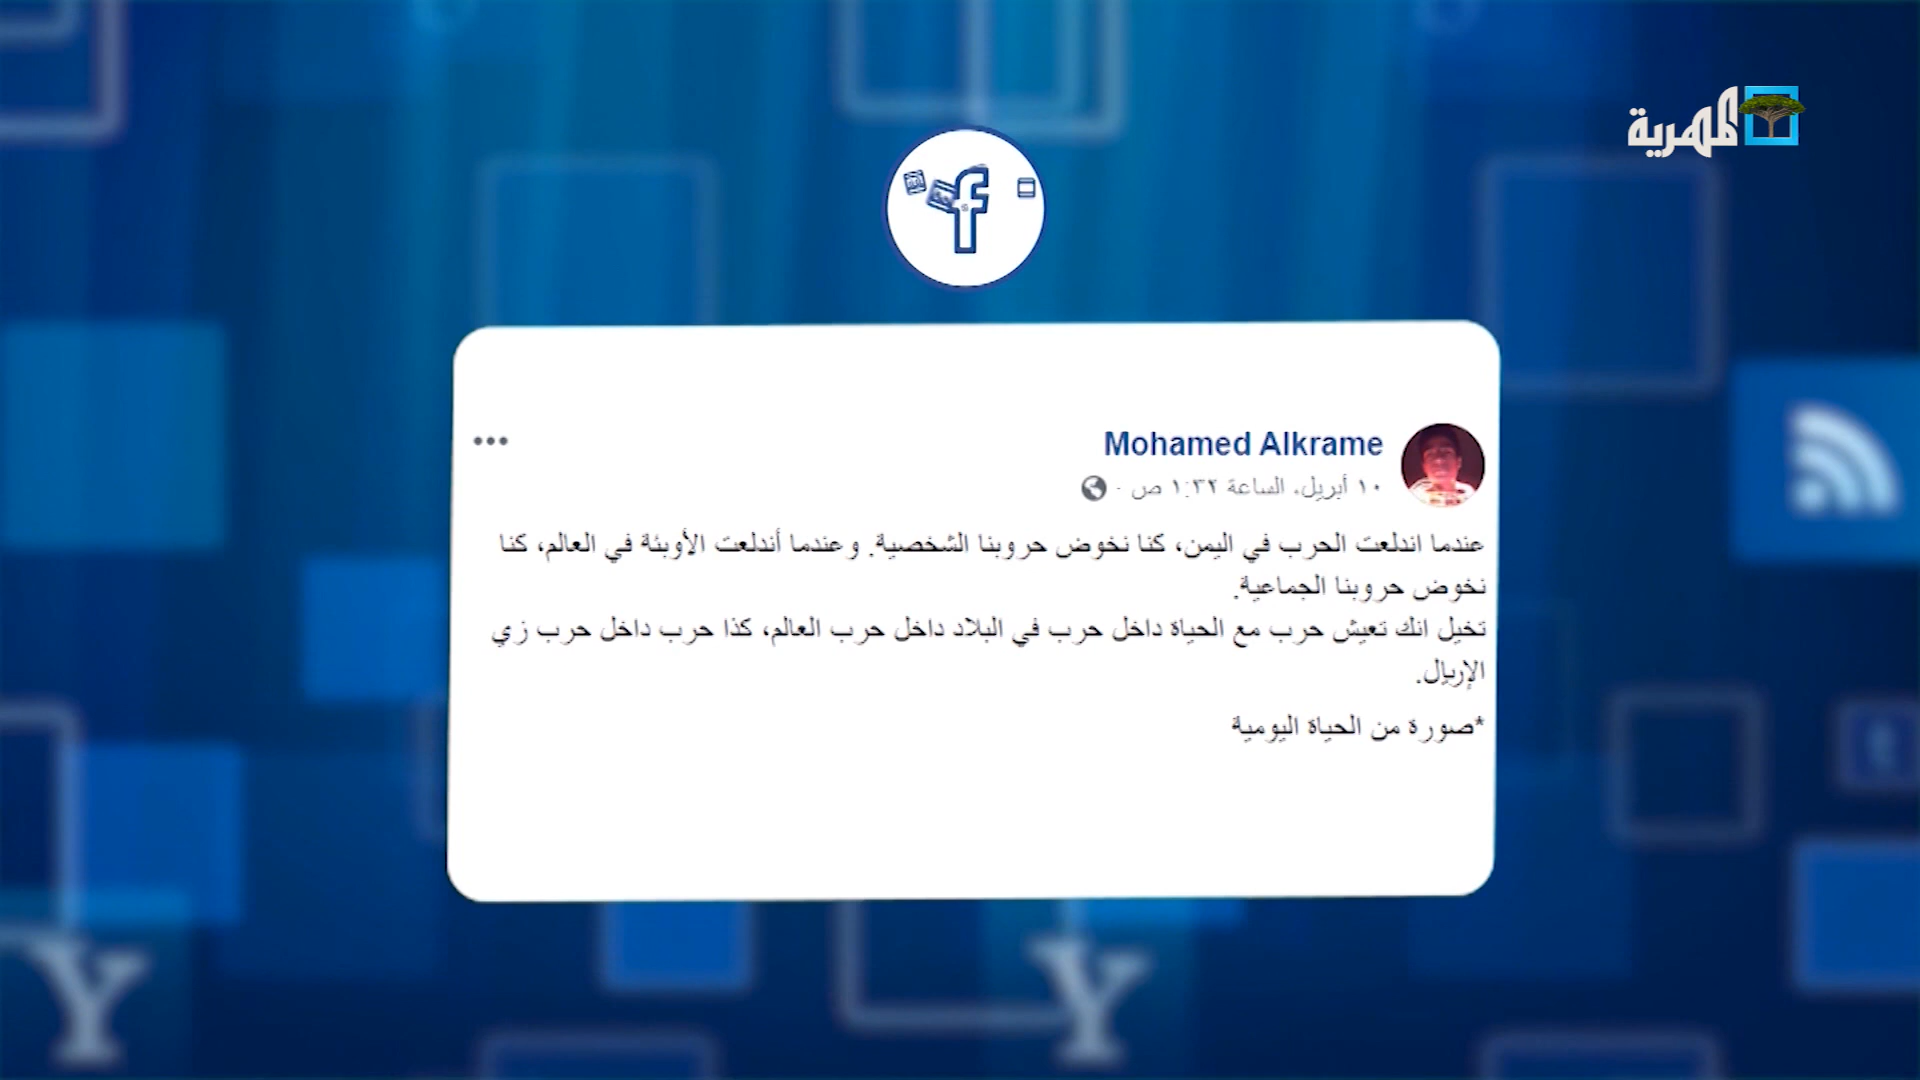 المهرية
f
Mohamed Alkrame
١٠ أبريل، الساعة ١:٣٢ ص ·
عندما اندلعت الحرب في اليمن، كنا نخوض حروبنا الشخصية. وعندما أندلعت الأوبئة في العالم، كنا
نخوض حروبنا الجماعية.
تخيل انك تعيش حرب مع الحياة داخل حرب في البلاد داخل حرب العالم، كذا حرب داخل حرب زي
الإريال.
*صورة من الحياة اليومية
t
Y
Y